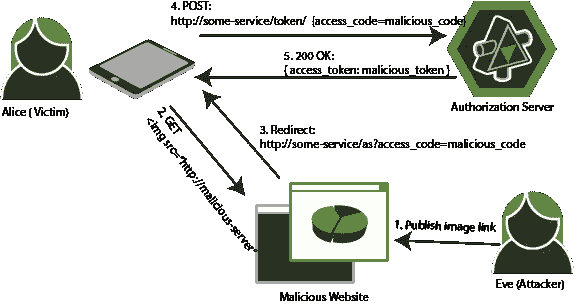 4. POST:
http://some-service/token/ {access_code=malicious_code}
5. 200 OK:
{ access_token: malicious_token }
Alice ( Victim)
Authorization Server
2. GET
<img src="http://malicious-server"
3. Redirect:
http://some-service/as?access_code=malicious_code
1. Publish image link
Malicious Website
Eve (Attacker)